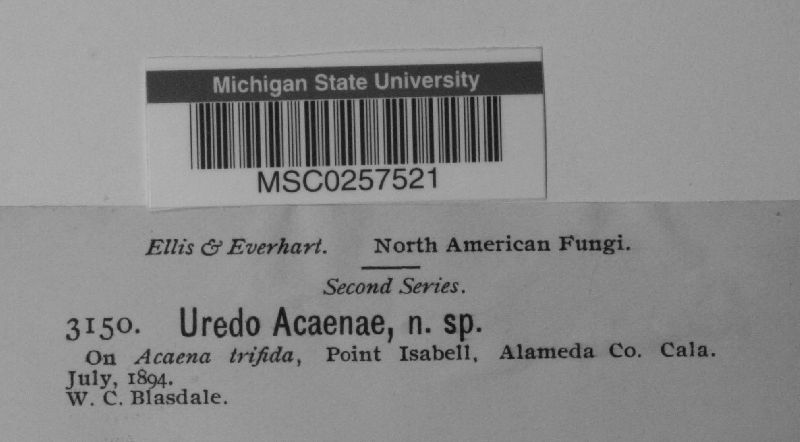 Michigan State University
MSC0257521
Ellis & Everhart. North American Fungi.
Second Series.
3150. Uredo Acaenae, n. sp.
On Acaena trifida, Point Isabell, Alameda Co. Cala.
July, 1894.
W. C. Blasdale.